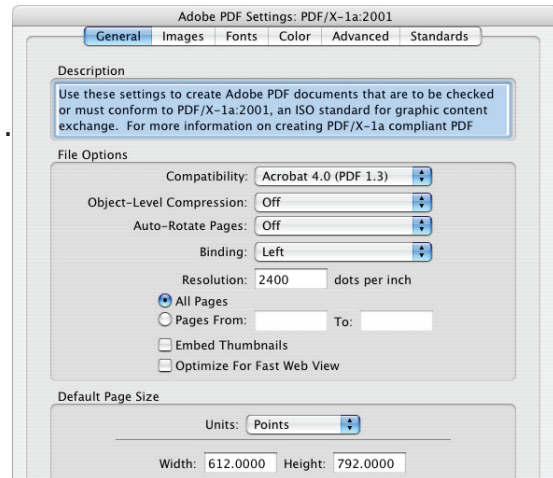 Adobe PDF Settings: PDF/X-1a:2001
General Images Fonts Color Advanced Standards
Description
Use these settings to create Adobe PDF documents that are to be checked
or must conform to PDF/X-1a:2001, an ISO standard for graphic content
exchange. For more information on creating PDF/X-1a compliant PDF
.
File Options
Compatibility: Acrobat 4.0 (PDF 1.3)
Object-Level Compression: Off
Auto-Rotate Pages: Off
Binding: Left
Resolution: 2400 dots per inch
All Pages
Pages From: To:
Embed Thumbnails
Optimize For Fast Web View
Default Page Size
Units: Points
Width: 612.0000 Height: 792.0000